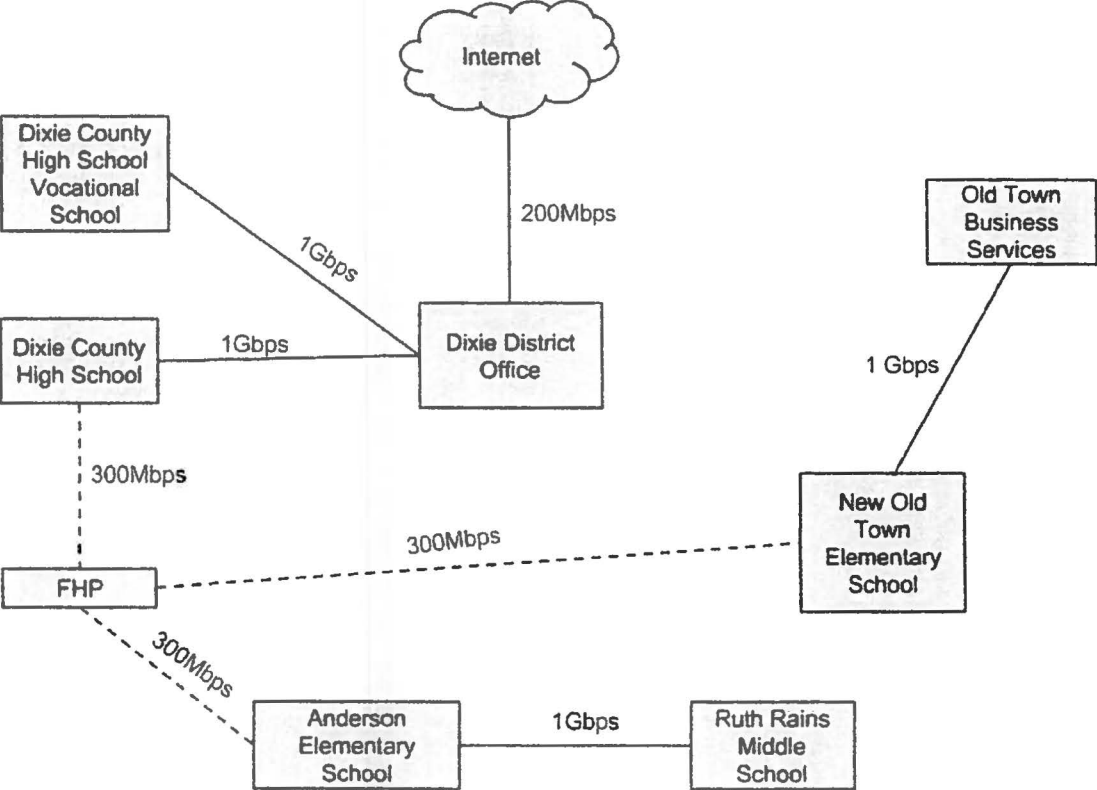 Internet
Dixie County
High School
Vocational
School
200Mbps
Old Town
Business
Services
1Gbps
Dixie County
High School
1Gbps
Dixie District
Office
1 Gbps
300Mbps
New Old
Town
Elementary
School
300Mbps
FHP
300Mbps
Anderson
Elementary
School
1Gbps
Ruth Rains
Middle
School